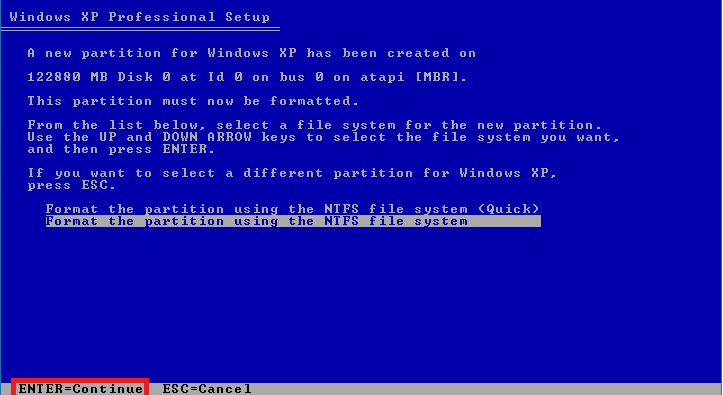 Windows XP Professional Setup
A new partition for Windows XP has been created on
122880 MB Disk 0 at Id 0 on bus 0 on atapi [MBR].
This partition must now be formatted.
From the list below, select a file system for the new partition.
Use the UP and DOWN ARROW keys to select the file system you want,
and then press ENTER.
If you want to select a different partition for Windows XP,
press ESC.
Format the partition using the NTFS file system (Quick)
Format the partition using the NTFS file system
ENTER=Continue ESC=Cancel